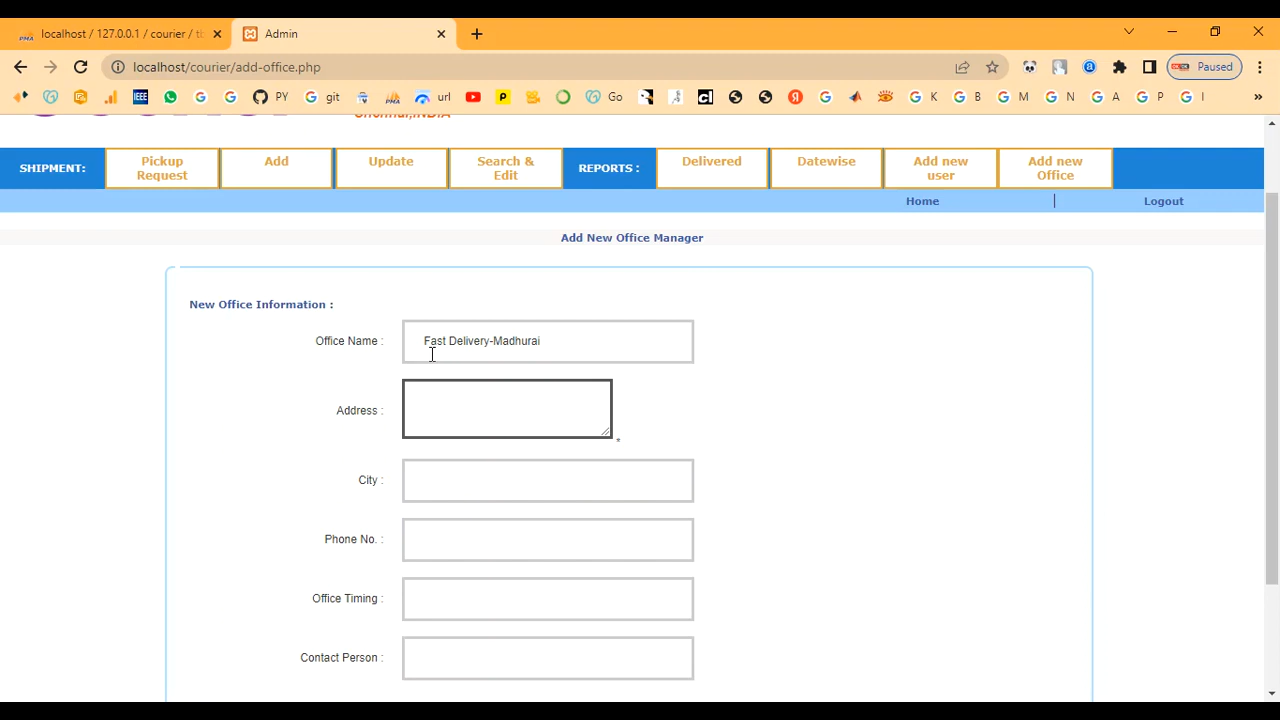 localhost / 127.0.0.1 / courier / tb
Admin
localhost/courier/add-office.php
Paused
IEEE
PY
git
PMA
url
Go
K
B
M
N
A
P
I
»
Chennai,INDIA
SHIPMENT:
Pickup Request
Add
Update
Search & Edit
REPORTS :
Delivered
Datewise
Add new user
Add new Office
Home
Logout
Add New Office Manager
New Office Information :
Office Name :
Fast Delivery-Madhurai
Address :
*
City :
Phone No. :
Office Timing :
Contact Person :